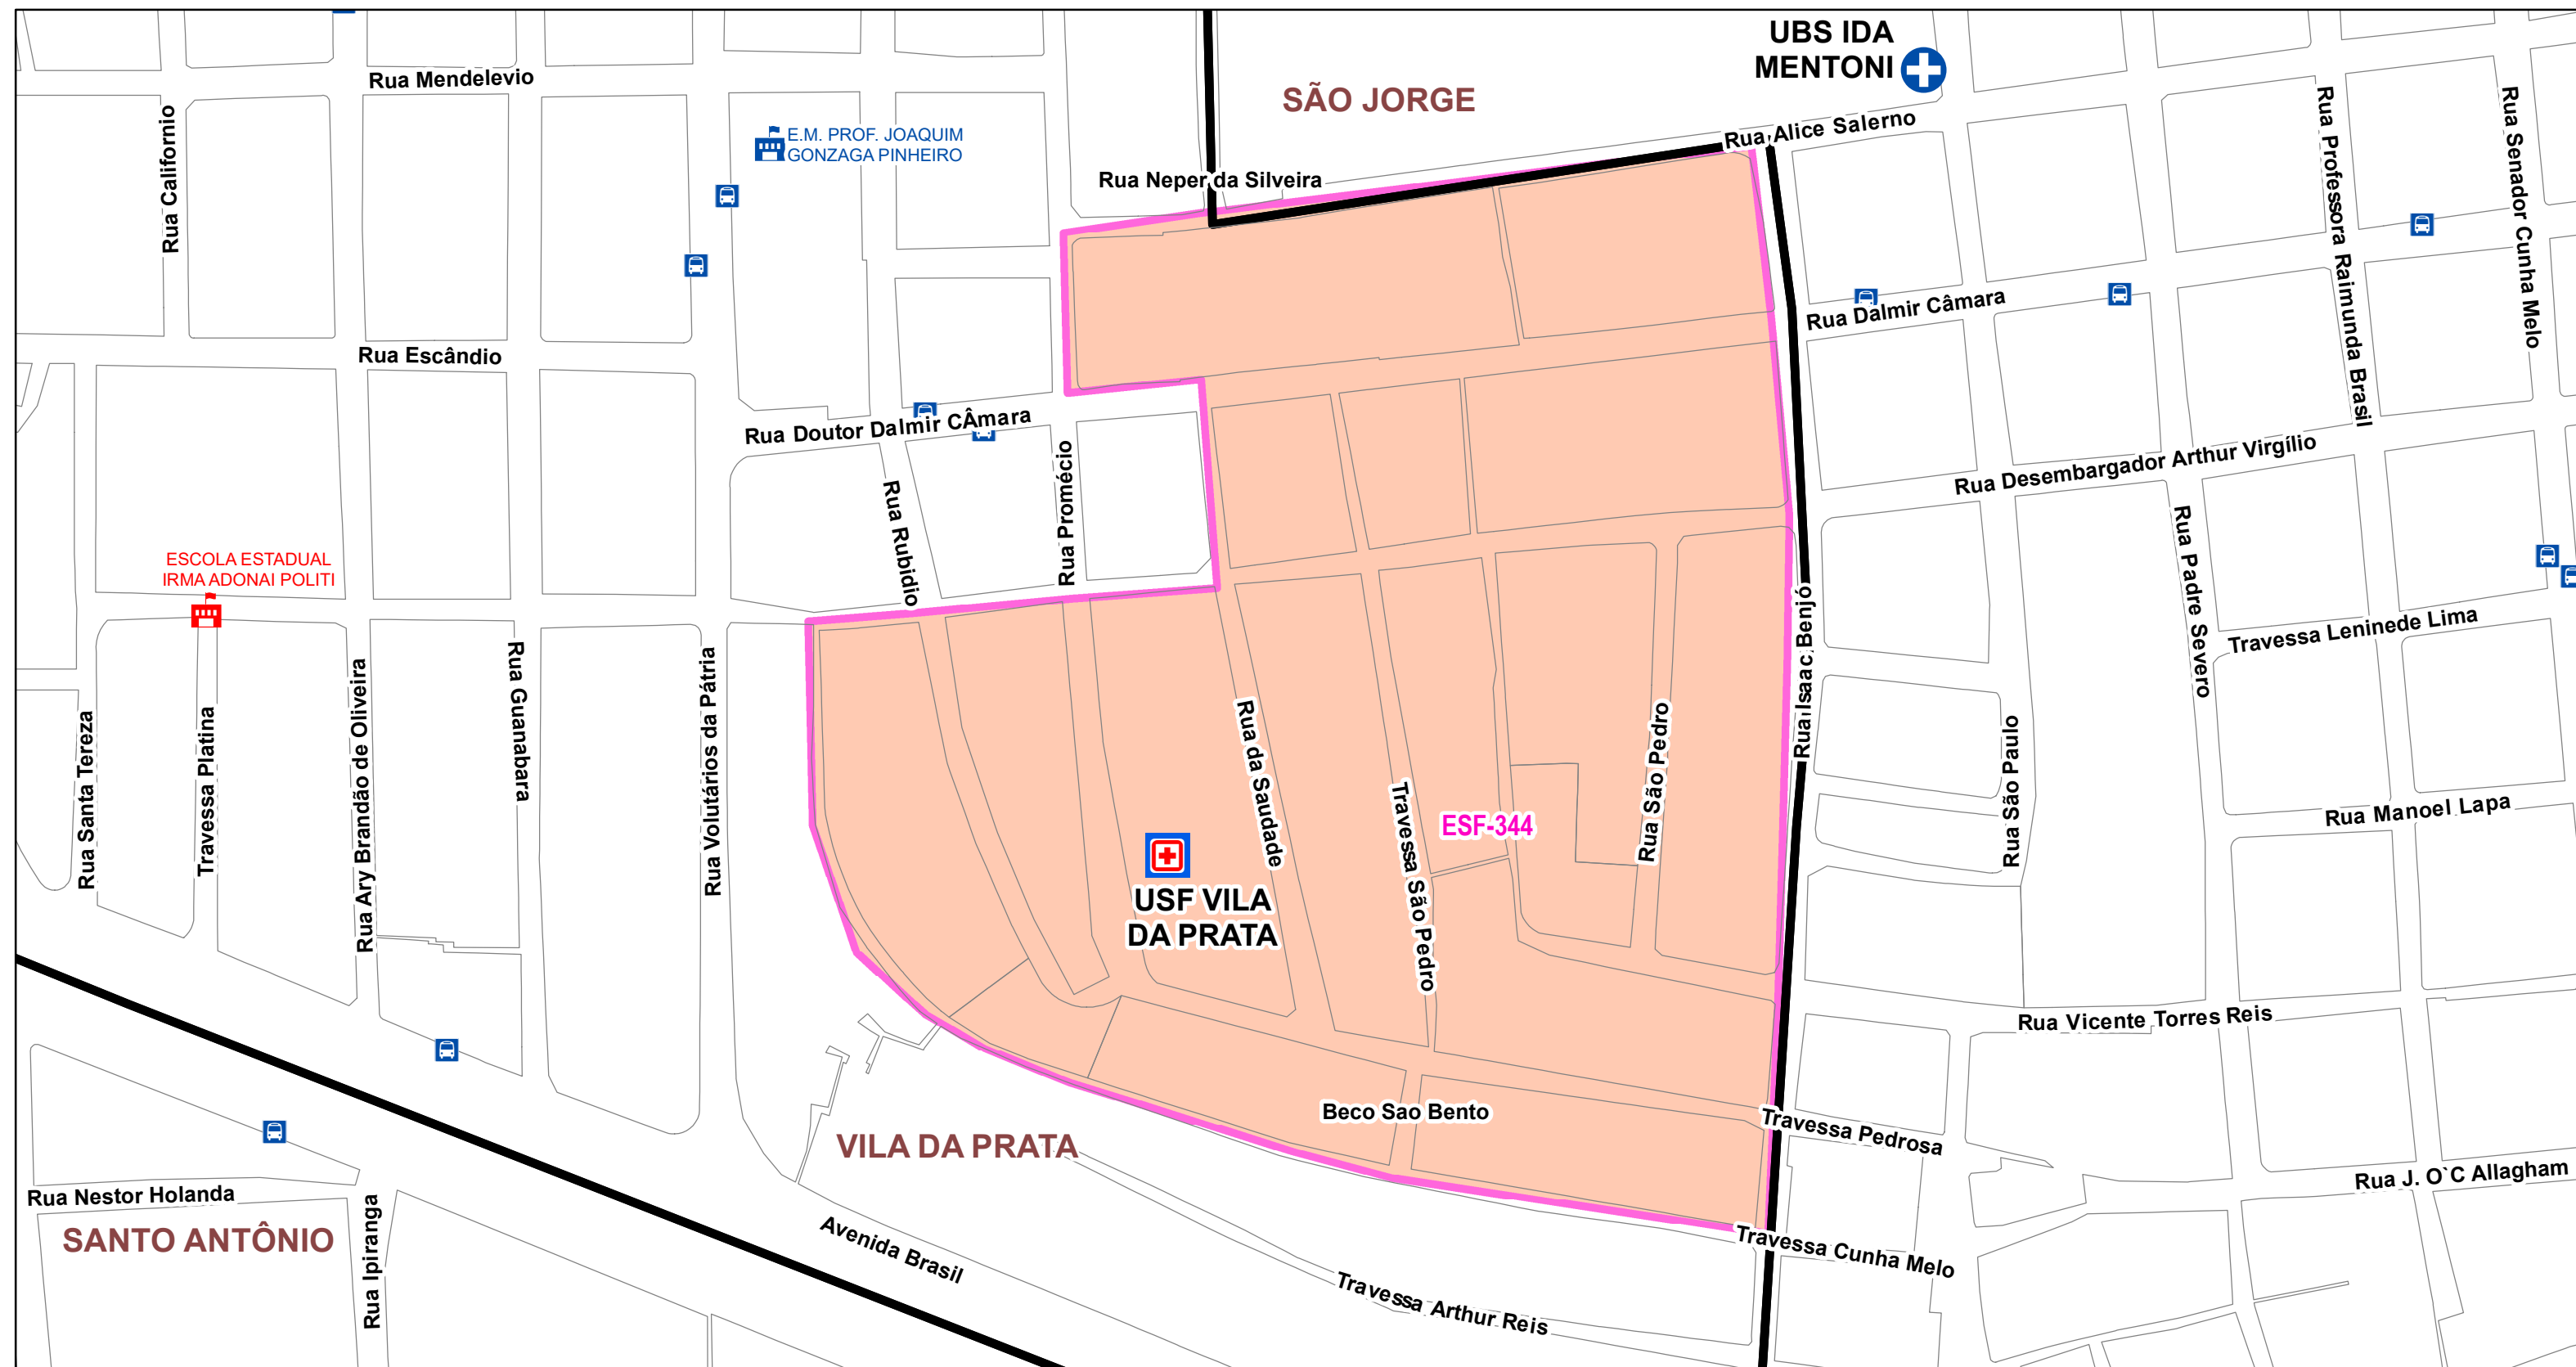 UBS IDA
MENTONI
Rua Mendelevio
SÃO JORGE
Rua Californio
E.M. PROF. JOAQUIM
GONZAGA PINHEIRO
Rua Alice Salerno
Rua Professora Raimunda Brasil
Rua Senador Cunha Melo
Rua Neper da Silveira
Rua Dalmir Câmara
Rua Escândio
Rua Doutor Dalmir CÂmara
Rua Promécio
Rua Rubidio
Rua Desembargador Arthur Virgílio
Rua Padre Severo
ESCOLA ESTADUAL
IRMA ADONAI POLITI
Travessa Leninede Lima
Rua Isaac Benjó
Rua Santa Tereza
Travessa Platina
Rua Ary Brandão de Oliveira
Rua Guanabara
Rua Volutários da Pátria
Rua da Saudade
Travessa São Pedro
ESF-344
Rua São Pedro
Rua São Paulo
Rua Manoel Lapa
USF VILA
DA PRATA
Rua Vicente Torres Reis
Beco Sao Bento
Travessa Pedrosa
VILA DA PRATA
Rua J. O`C Allagham
Rua Nestor Holanda
SANTO ANTÔNIO
Rua Ipiranga
Avenida Brasil
Travessa Cunha Melo
Travessa Arthur Reis